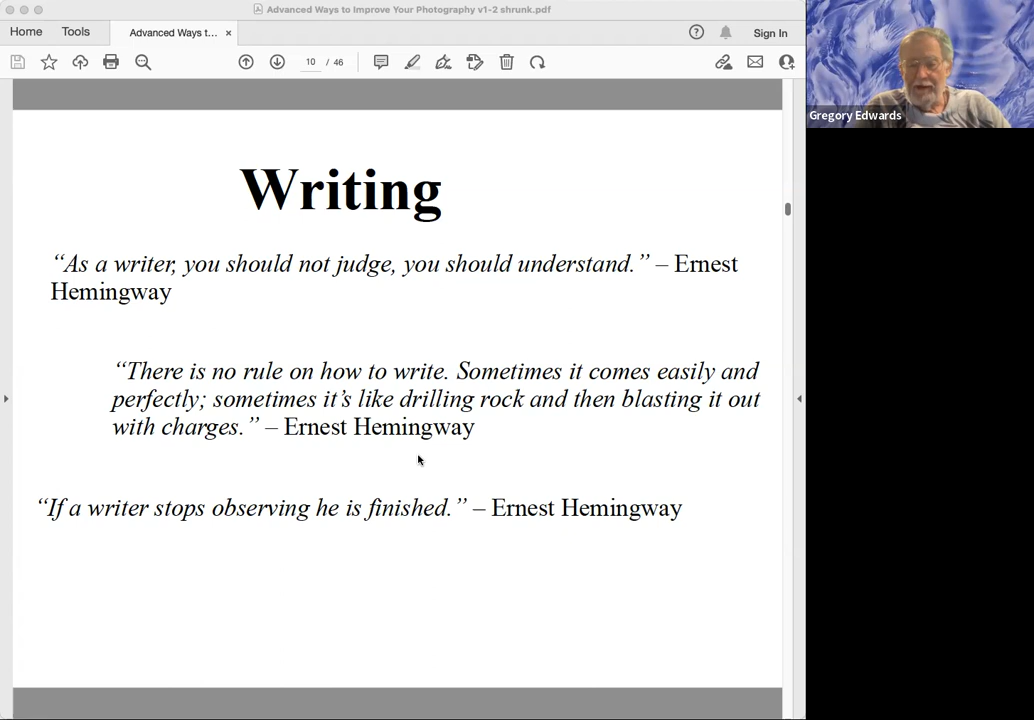 Advanced Ways to Improve Your Photography v1-2 shrunk.pdf
Home Tools Advanced Ways t... × ? Sign In
10 / 46
Gregory Edwards
Writing
“As a writer, you should not judge, you should understand.” – Ernest
Hemingway
“There is no rule on how to write. Sometimes it comes easily and
perfectly; sometimes it’s like drilling rock and then blasting it out
with charges.” – Ernest Hemingway
“If a writer stops observing he is finished.” – Ernest Hemingway